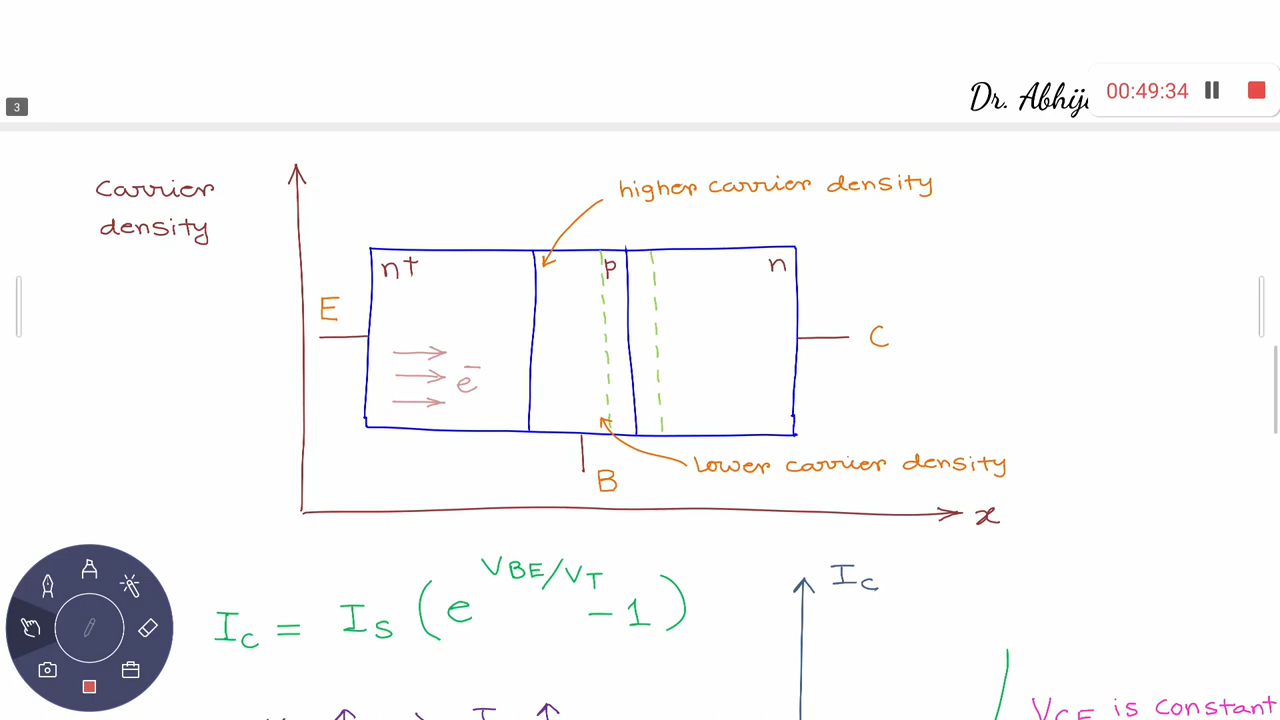 3
Dr. Abhij
00:49:34
Carrier
density
higher carrier density
n+
p
n
E
e-
C
Lower carrier density
B
x
IC = IS (e^VBE/VT - 1)
IC
VCE is constant